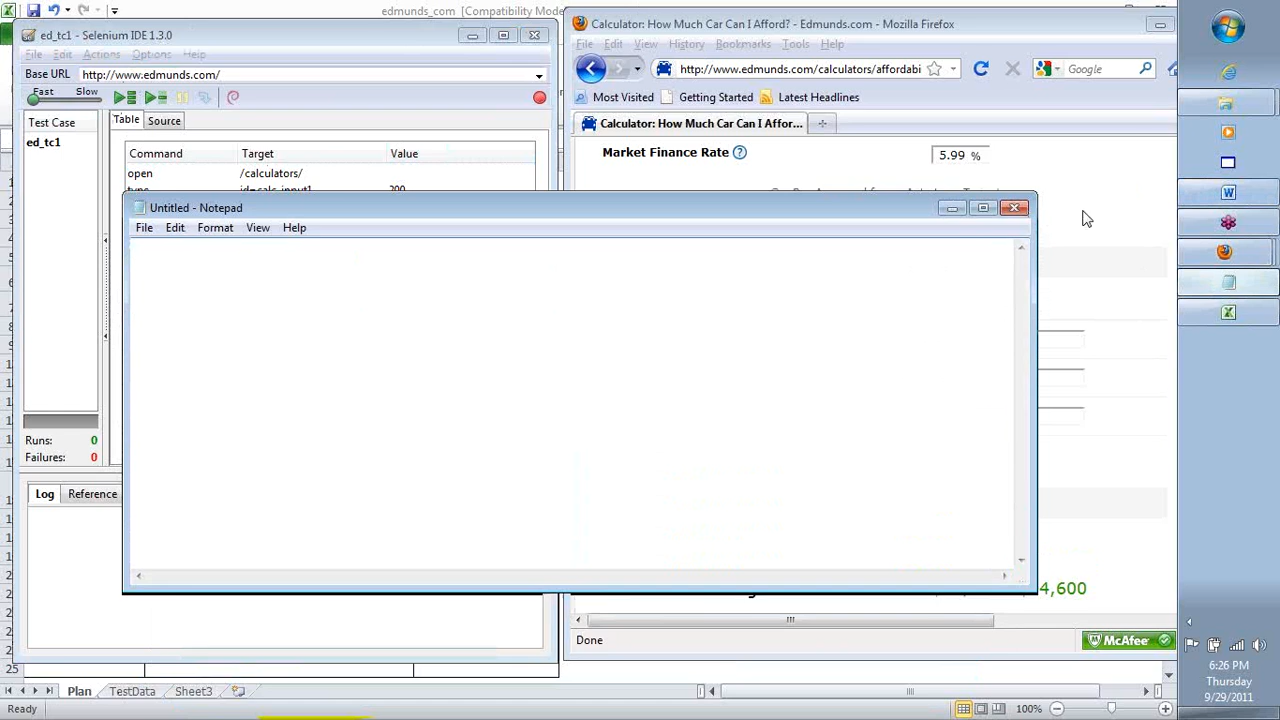 edmunds_com [Compatibility Mode
ed_tc1 - Selenium IDE 1.3.0
File Edit Actions Options Help
Base URL http://www.edmunds.com/
Fast Slow
Test Case
ed_tc1
Table Source
Command Target Value
open /calculators/
type id=calc_input1 200
Runs: 0
Failures: 0
Log Reference
Calculator: How Much Car Can I Afford? - Edmunds.com - Mozilla Firefox
File Edit View History Bookmarks Tools Help
http://www.edmunds.com/calculators/affordabi
Google
Most Visited Getting Started Latest Headlines
Calculator: How Much Car Can I Affor...
Market Finance Rate ? 5.99 %
4,600
Done
McAfee
Untitled - Notepad
File Edit Format View Help
25
Plan TestData Sheet3
Ready
100%
6:26 PM
Thursday
9/29/2011